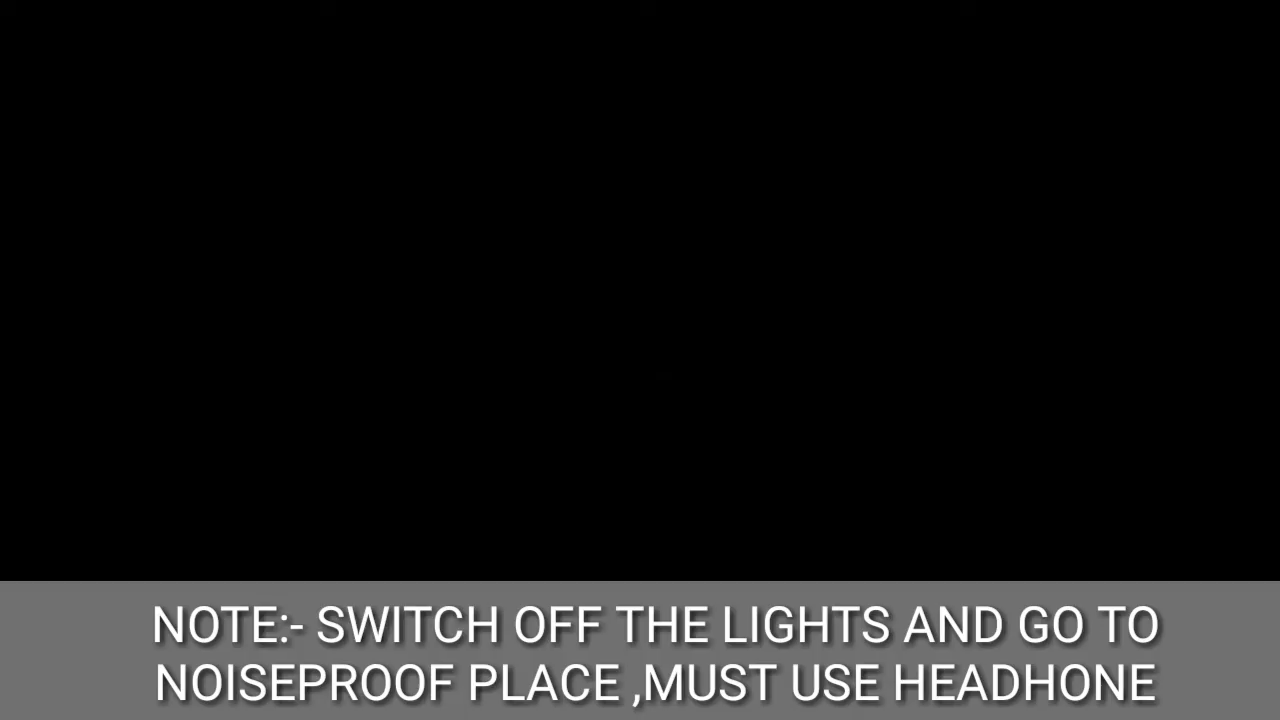 NOTE:- SWITCH OFF THE LIGHTS AND GO TO
NOISEPROOF PLACE ,MUST USE HEADHONE